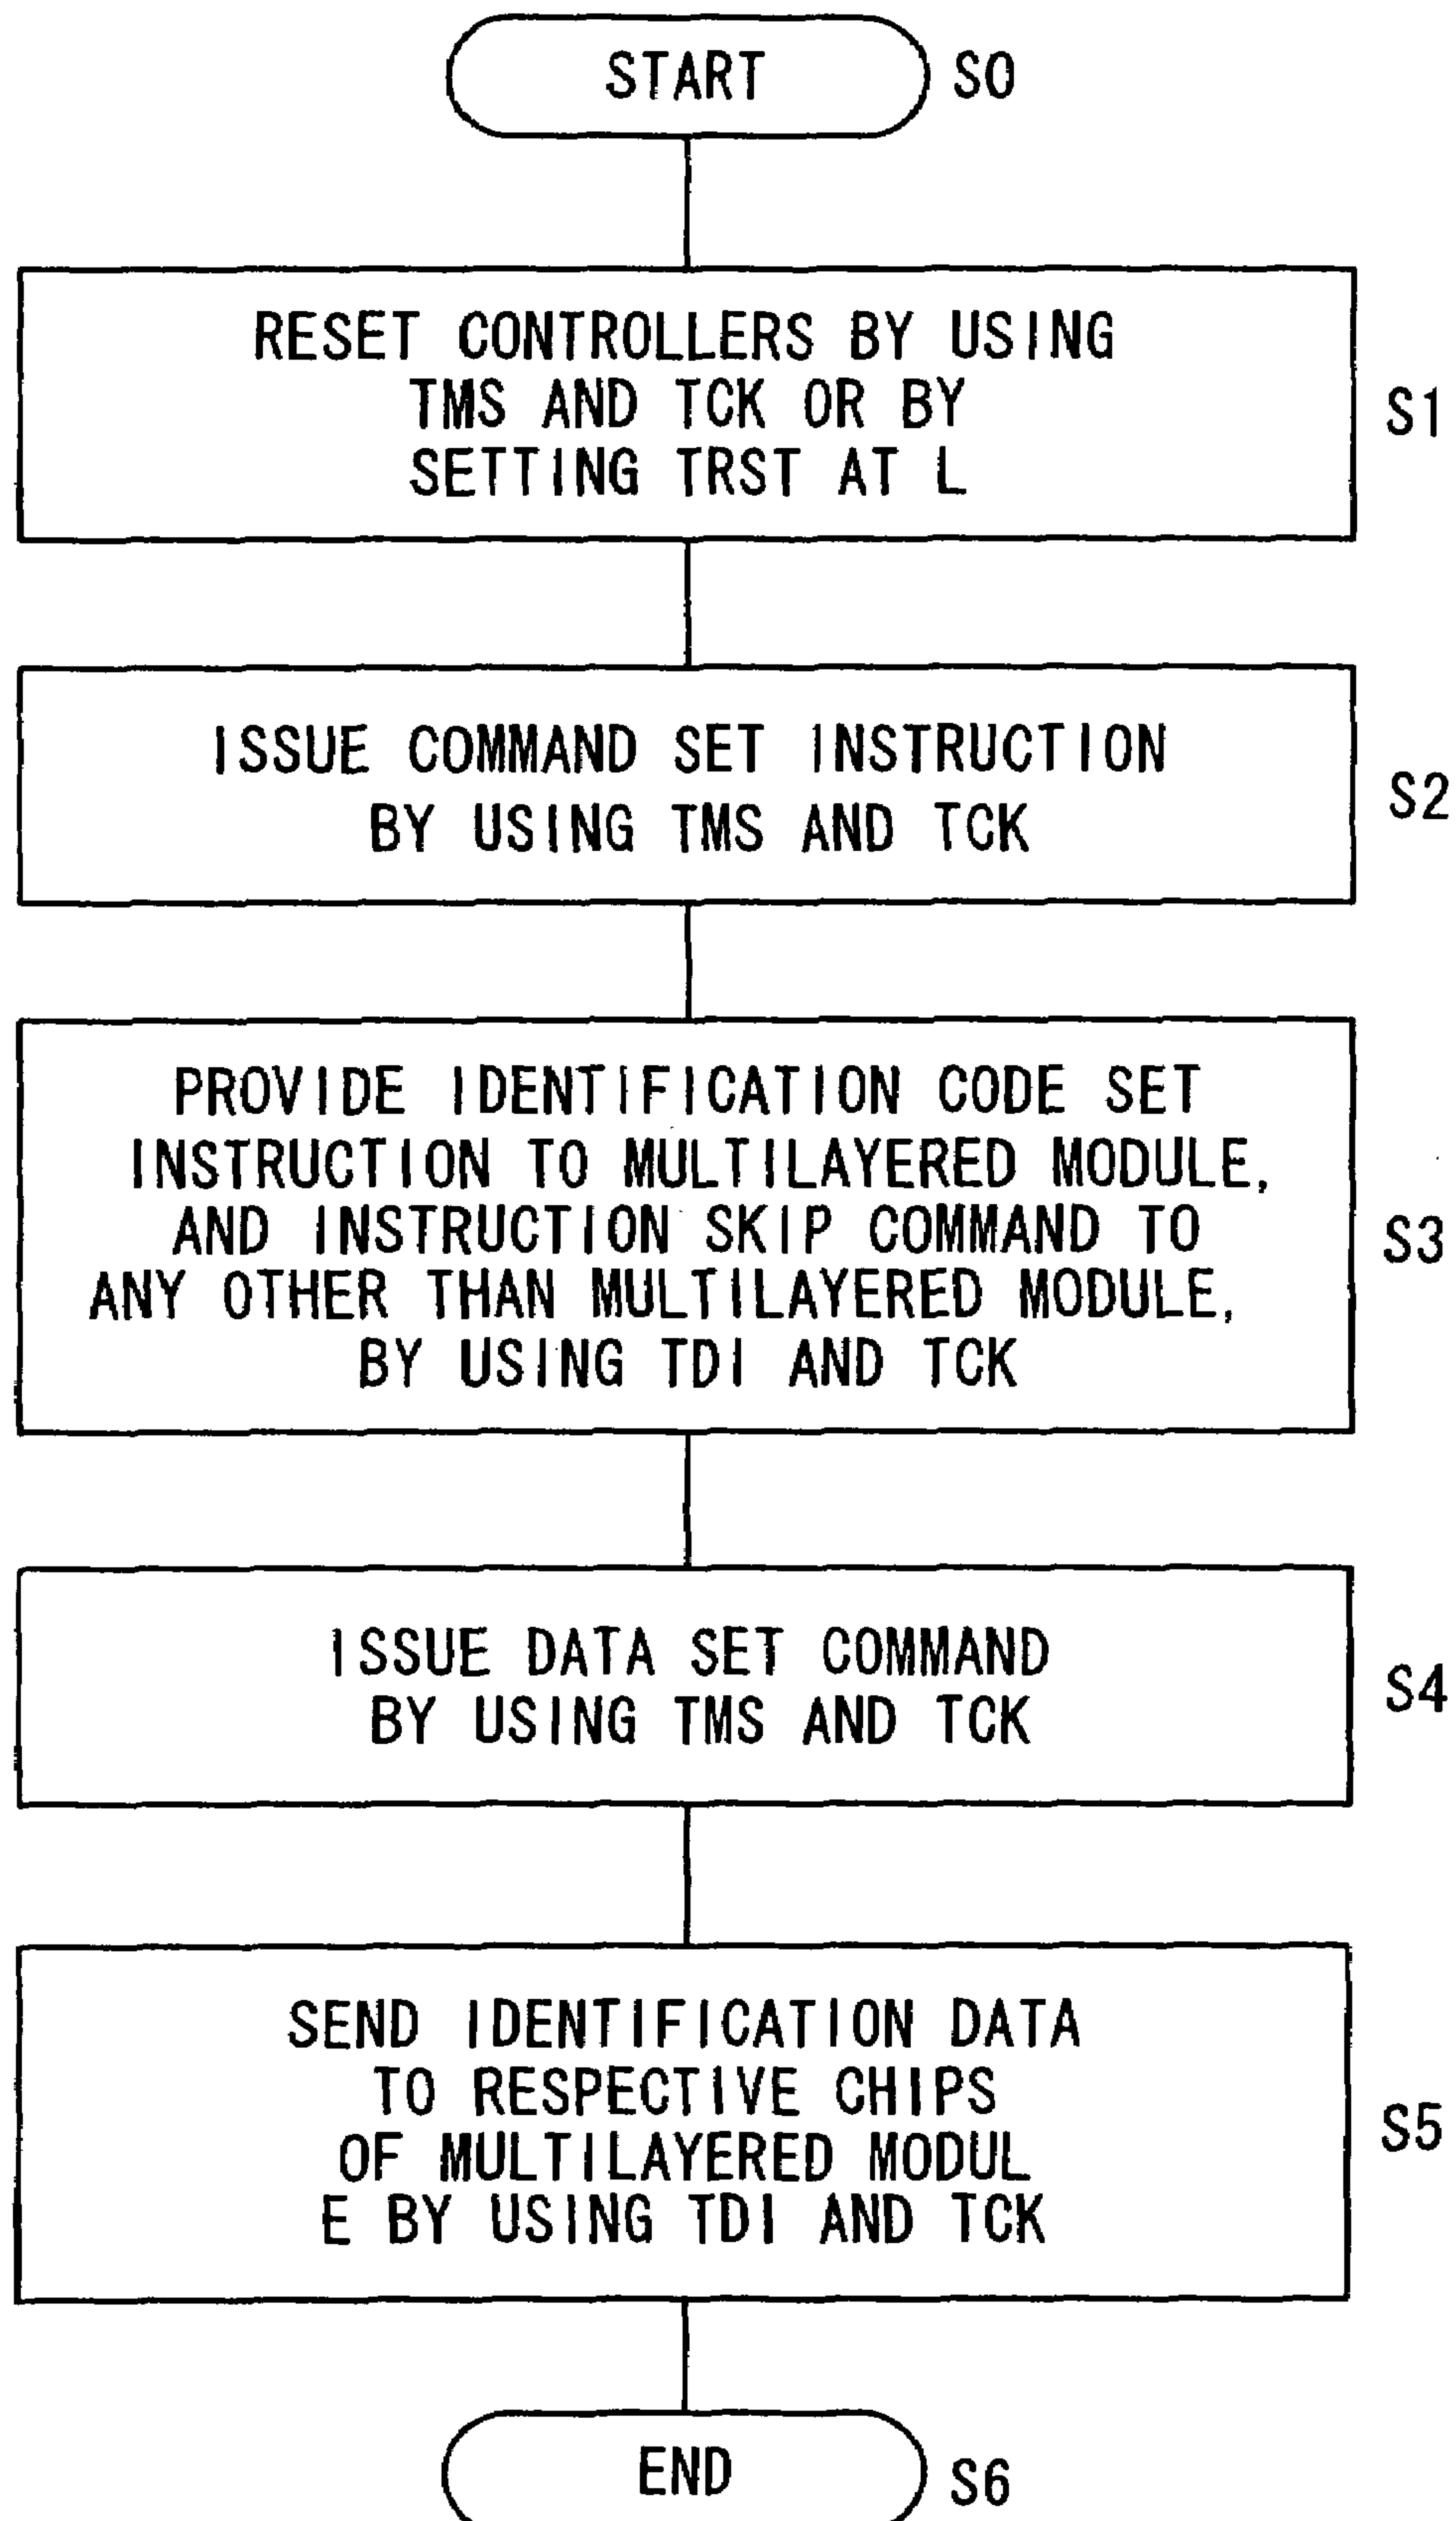 START S0
RESET CONTROLLERS BY USING
TMS AND TCK OR BY
SETTING TRST AT L
S1
ISSUE COMMAND SET INSTRUCTION
BY USING TMS AND TCK
S2
PROVIDE IDENTIFICATION CODE SET
INSTRUCTION TO MULTILAYERED MODULE,
AND INSTRUCTION SKIP COMMAND TO
ANY OTHER THAN MULTILAYERED MODULE,
BY USING TDI AND TCK
S3
ISSUE DATA SET COMMAND
BY USING TMS AND TCK
S4
SEND IDENTIFICATION DATA
TO RESPECTIVE CHIPS
OF MULTILAYERED MODUL
E BY USING TDI AND TCK
S5
END S6